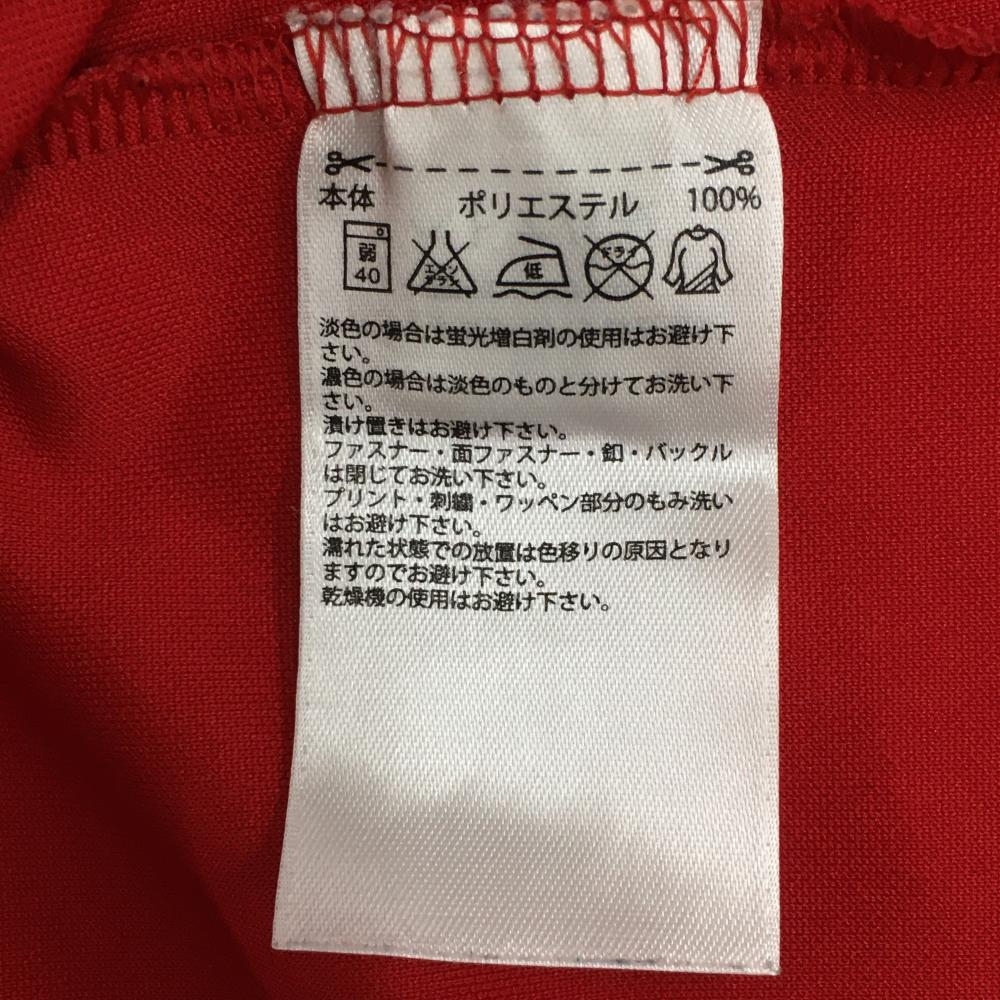 本体 ポリエステル 100%
弱 40 エンソ サラシ 低 ドライ
淡色の場合は蛍光増白剤の使用はお避け下
さい。
濃色の場合は淡色のものと分けてお洗い下
さい。
漬け置きはお避け下さい。
ファスナー・面ファスナー・釦・バックル
は閉じてお洗い下さい。
プリント・刺繍・ワッペン部分のもみ洗い
はお避け下さい。
濡れた状態での放置は色移りの原因となり
ますのでお避け下さい。
乾燥機の使用はお避け下さい。